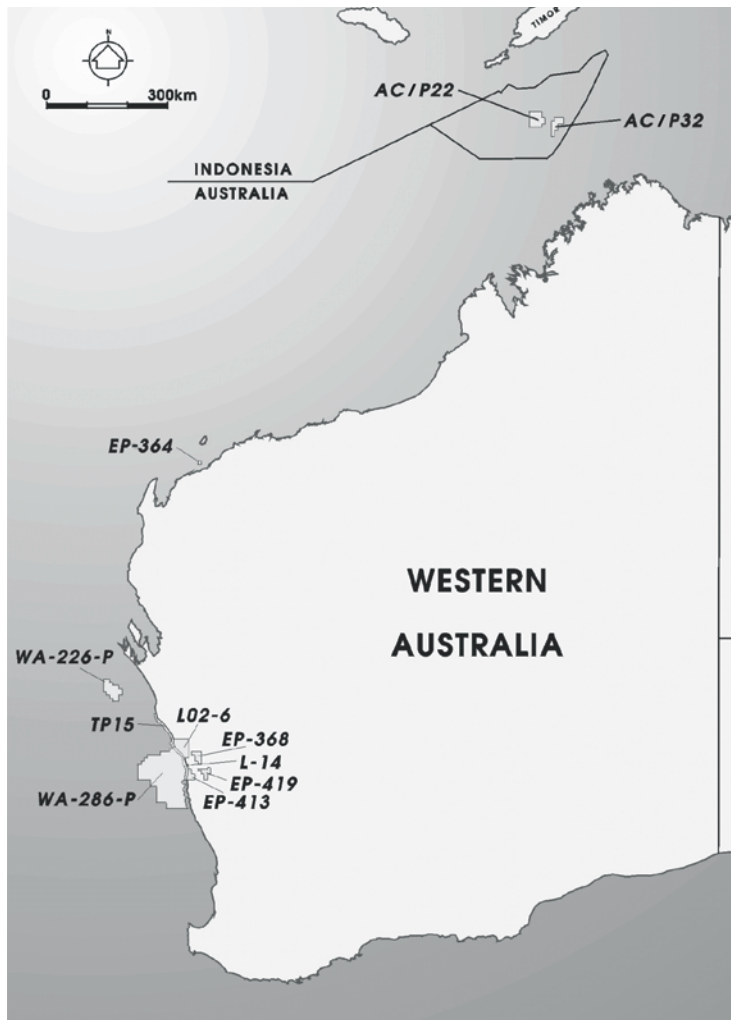 TIMOR
N
0 300km
AC/P22
AC/P32
INDONESIA
AUSTRALIA
EP-364
WESTERN
AUSTRALIA
WA-226-P
TP15
L02-6
EP-368
L-14
EP-419
WA-286-P
EP-413